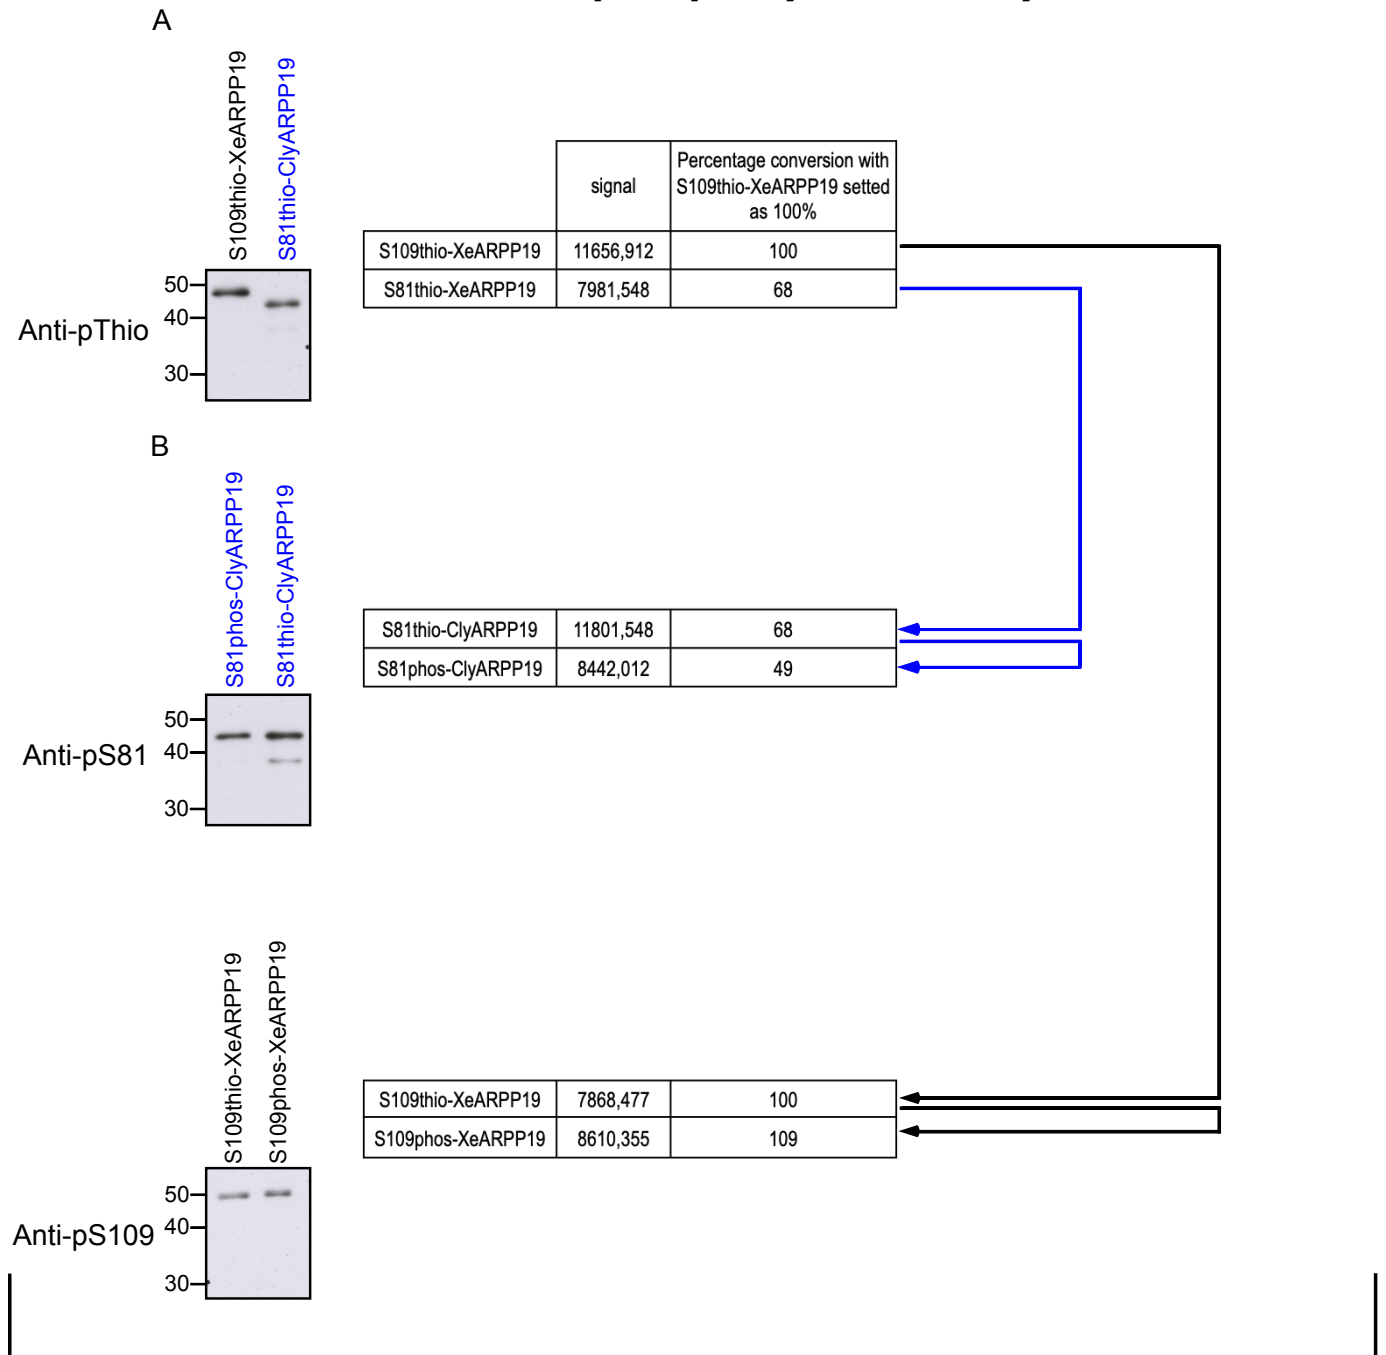 A
S109thio-XeARPP19
S81thio-ClyARPP19
50
40
30
Anti-pThio
signal
Percentage conversion with
S109thio-XeARPP19 setted
as 100%
S109thio-XeARPP19 11656,912 100
S81thio-XeARPP19 7981,548 68
B
S81phos-ClyARPP19
S81thio-ClyARPP19
50
40
30
Anti-pS81
S81thio-ClyARPP19 11801,548 68
S81phos-ClyARPP19 8442,012 49
S109thio-XeARPP19
S109phos-XeARPP19
50
40
30
Anti-pS109
S109thio-XeARPP19 7868,477 100
S109phos-XeARPP19 8610,355 109